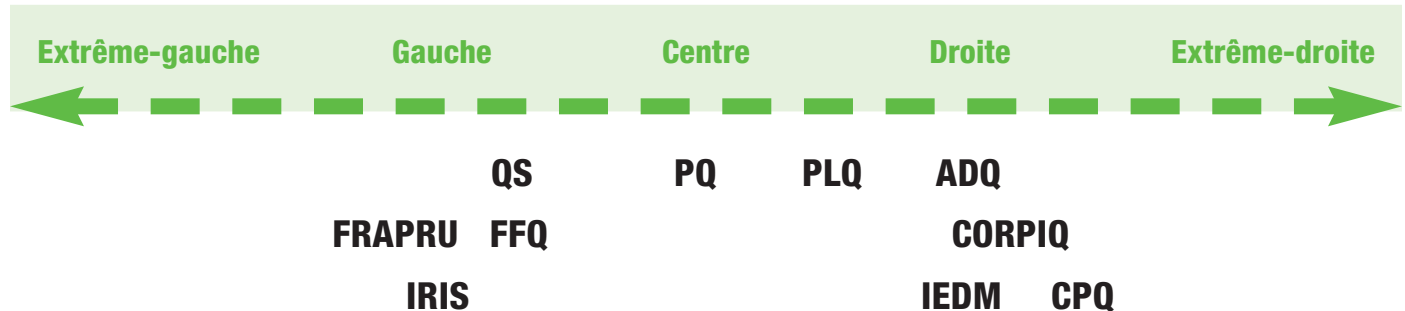 Extrême-gauche Gauche Centre Droite Extrême-droite
QS PQ PLQ ADQ
FRAPRU FFQ CORPIQ
IRIS IEDM CPQ